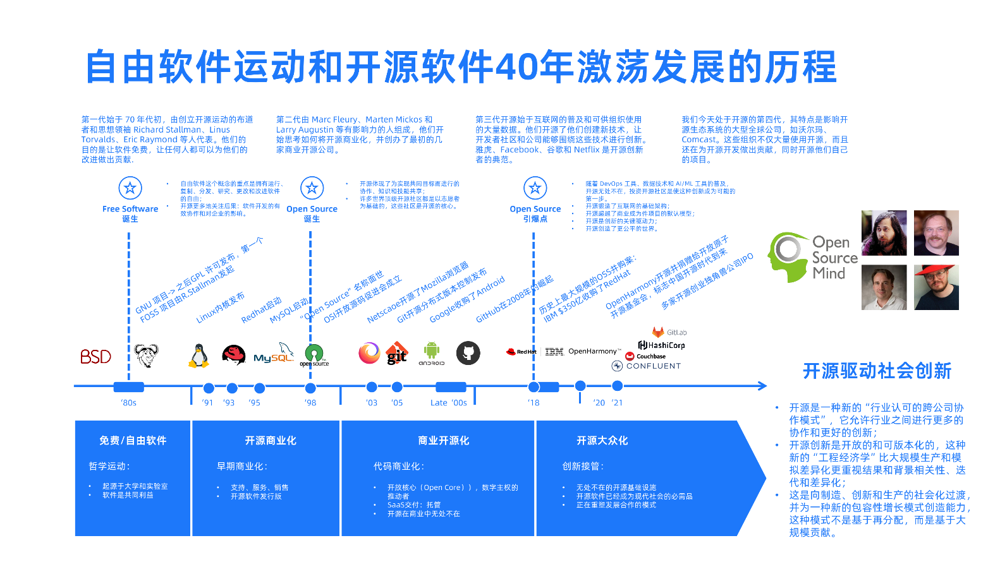 自由软件运动和开源软件40年激荡发展的历程
第一代始于 70 年代初，由创立开源运动的布道
者和思想领袖 Richard Stallman、Linus
Torvalds、Eric Raymond 等人代表。他们的
目的是让软件免费，让任何人都可以为他们的
改进做出贡献.
第二代由 Marc Fleury、Marten Mickos 和
Larry Augustin 等有影响力的人组成，他们开
始思考如何将开源商业化，并创办了最初的几
家商业开源公司。
第三代开源始于互联网的普及和可供组织使用
的大量数据。他们开源了他们创建新技术，让
开发者社区和公司能够围绕这些技术进行创新。
雅虎、Facebook、谷歌和 Netflix 是开源创新
者的典范。
我们今天处于开源的第四代，其特点是影响开
源生态系统的大型全球公司，如沃尔玛、
Comcast。这些组织不仅大量使用开源，而且
还在为开源开发做出贡献，同时开源他们自己
的项目。
Free Software
诞生
• 自由软件这个概念的重点是拥有运行、
复制、分发、研究、更改和改进软件
的自由；
• 开源更多地关注后果：软件开发的有
效协作和对企业的影响。
Open Source
诞生
• 开源体现了为实现共同目标而进行的
协作、知识和技能共享；
• 许多世界顶级开源社区都是以志愿者
为基础的，这些社区是开源的核心。
Open Source
引爆点
• 随着 DevOps 工具、数据技术和 AI/ML 工具的普及，
开源无处不在，投资开源社区是使这种创新成为可能的
第一步。
• 开源锻造了互联网的基础架构；
• 开源超越了商业成为件项目的默认模型；
• 开源是创新的关键驱动力；
• 开源创造了更公平的世界。
GNU 项目-> 之后GPL 许可发布，第一个
FOSS 项目由R.Stallman发起
Linux内核发布
Redhat启动
MySQL启动
“Open Source”名称面世
OSI开放源码促进会成立
Netscape开源了Mozilla浏览器
Git开源分布式版本控制发布
Google收购了Android
GitHub在2008年的崛起
历史上最大规模的OSS并购案：
IBM $350亿收购了RedHat
OpenHarmony开源并捐赠给开放原子
开源基金会，标志中国开源时代到来
多家开源创业独角兽公司IPO
Open
Source
Mind
BSD
MySQL
open source
git
ANDROID
Red Hat
IBM
OpenHarmony™
GitLab
HashiCorp
Couchbase
CONFLUENT
‘80s
‘91
‘93
‘95
‘98
‘03
‘05
Late ‘00s
‘18
‘20
‘21
免费/自由软件
哲学运动：
• 起源于大学和实验室
• 软件是共同利益
开源商业化
早期商业化：
• 支持、服务、销售
• 开源软件发行版
商业开源化
代码商业化：
• 开放核心（Open Core）），数字主权的
推动者
• SaaS交付：托管
• 开源在商业中无处不在
开源大众化
创新接管：
• 无处不在的开源基础设施
• 开源软件已经成为现代社会的必需品
• 正在重塑发展合作的模式
开源驱动社会创新
• 开源是一种新的“行业认可的跨公司协
作模式”，它允许行业之间进行更多的
协作和更好的创新；
• 开源创新是开放的和可版本化的，这种
新的“工程经济学”比大规模生产和模
拟差异化更重视结果和背景相关性、迭
代和差异化；
• 这是向制造、创新和生产的社会化过渡，
并为一种新的包容性增长模式创造能力，
这种模式不是基于再分配，而是基于大
规模贡献。